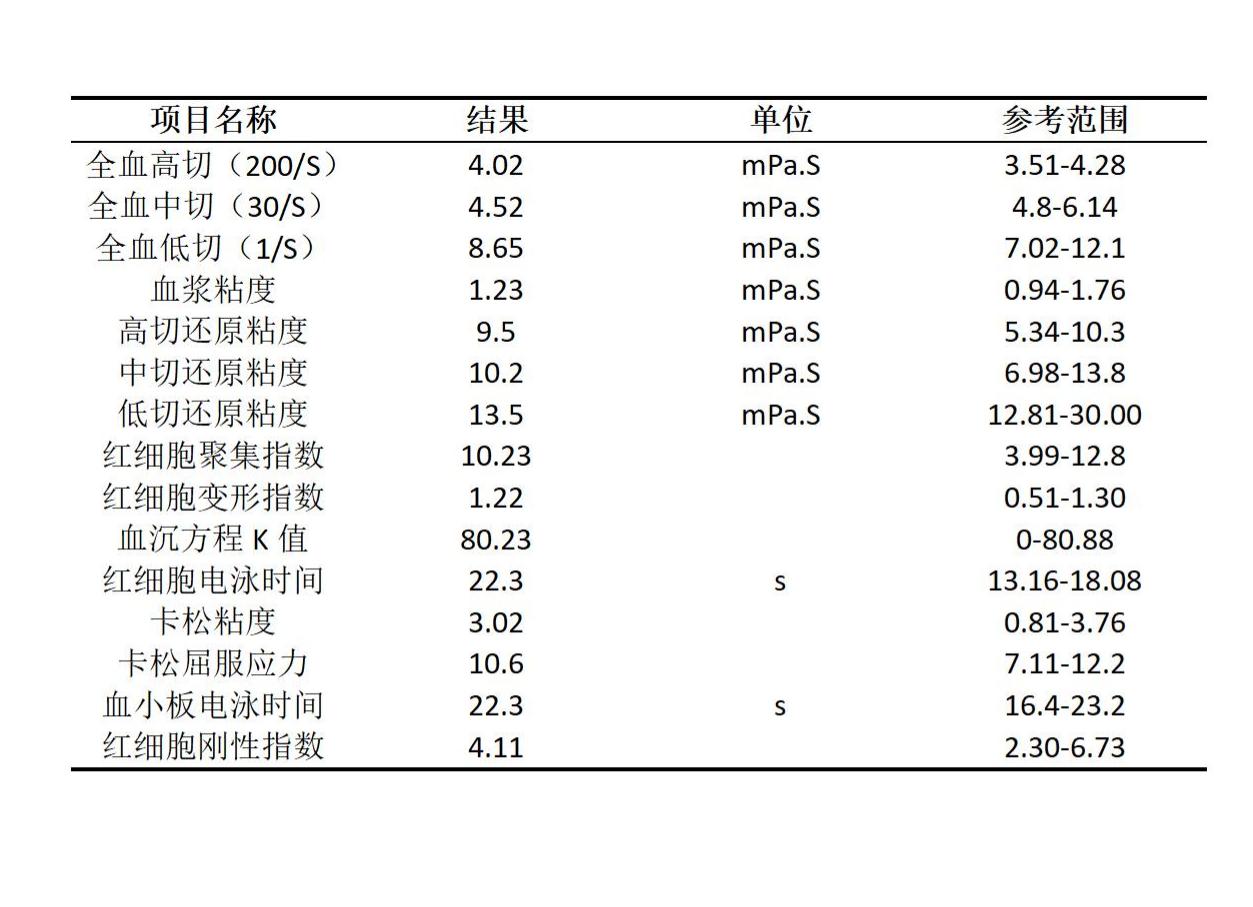 项目名称 结果 单位 参考范围
全血高切（200/S） 4.02 mPa.S 3.51-4.28
全血中切（30/S） 4.52 mPa.S 4.8-6.14
全血低切（1/S） 8.65 mPa.S 7.02-12.1
血浆粘度 1.23 mPa.S 0.94-1.76
高切还原粘度 9.5 mPa.S 5.34-10.3
中切还原粘度 10.2 mPa.S 6.98-13.8
低切还原粘度 13.5 mPa.S 12.81-30.00
红细胞聚集指数 10.23 3.99-12.8
红细胞变形指数 1.22 0.51-1.30
血沉方程 K 值 80.23 0-80.88
红细胞电泳时间 22.3 s 13.16-18.08
卡松粘度 3.02 0.81-3.76
卡松屈服应力 10.6 7.11-12.2
血小板电泳时间 22.3 s 16.4-23.2
红细胞刚性指数 4.11 2.30-6.73